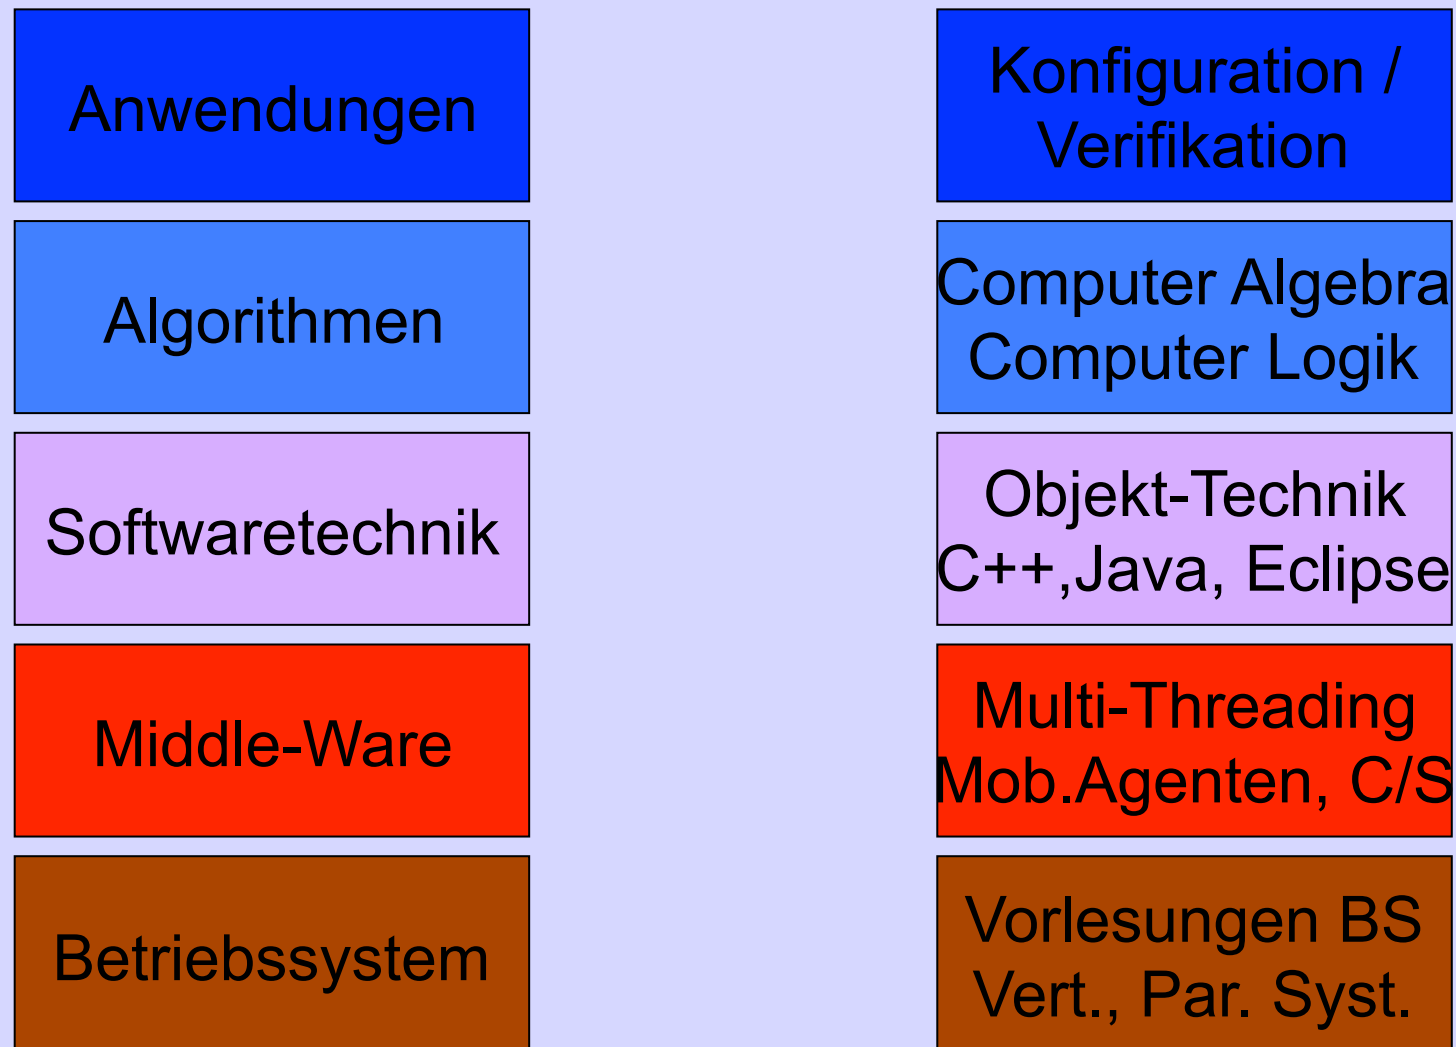 Anwendungen
Konfiguration /
Verifikation
Algorithmen
Computer Algebra
Computer Logik
Softwaretechnik
Objekt-Technik
C++,Java, Eclipse
Middle-Ware
Multi-Threading
Mob.Agenten, C/S
Betriebssystem
Vorlesungen BS
Vert., Par. Syst.